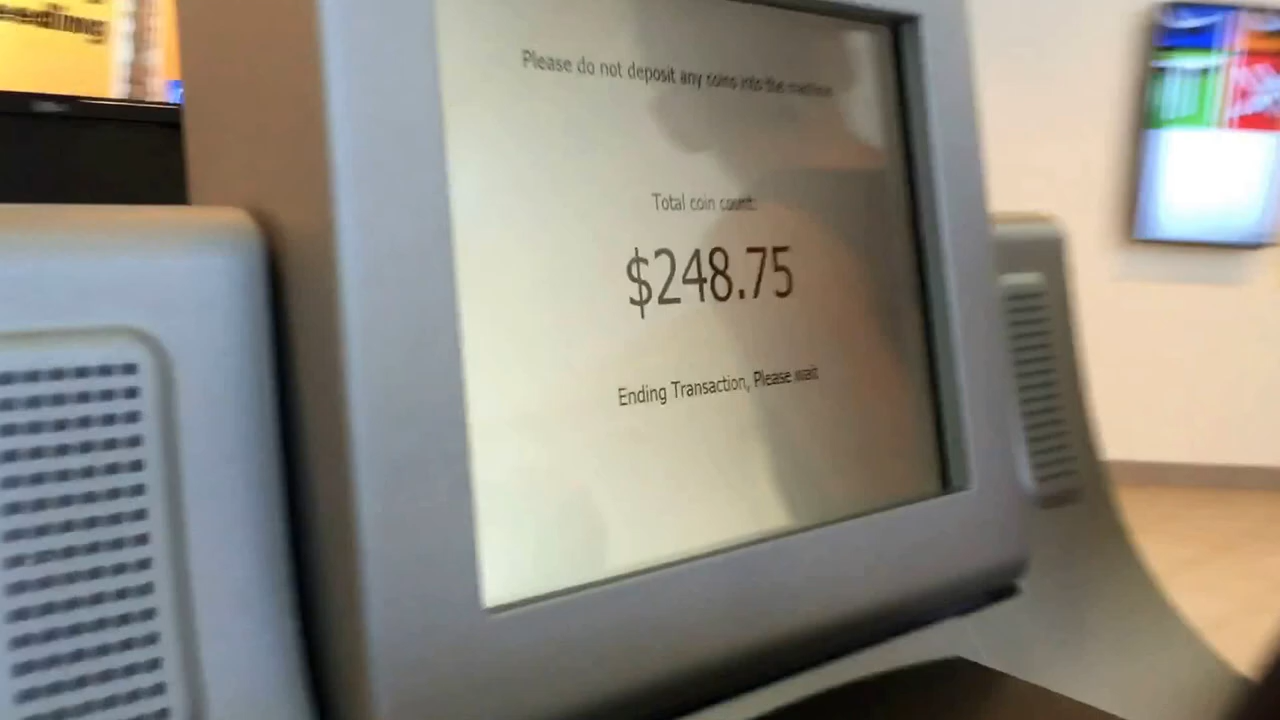 Please do not deposit any coins into the machine
Total coin count:
$248.75
Ending Transaction, Please wait